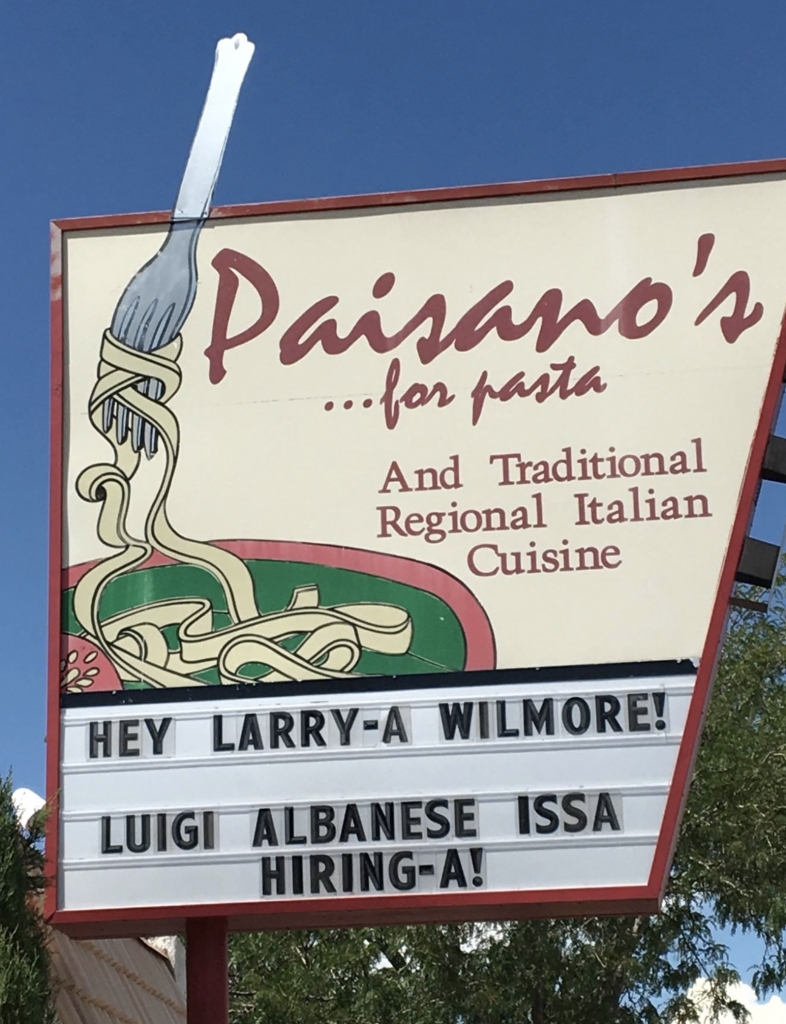 Paisano's
...for pasta
And Traditional
Regional Italian
Cuisine
HEY LARRY-A WILMORE!
LUIGI ALBANESE ISSA
HIRING-A!